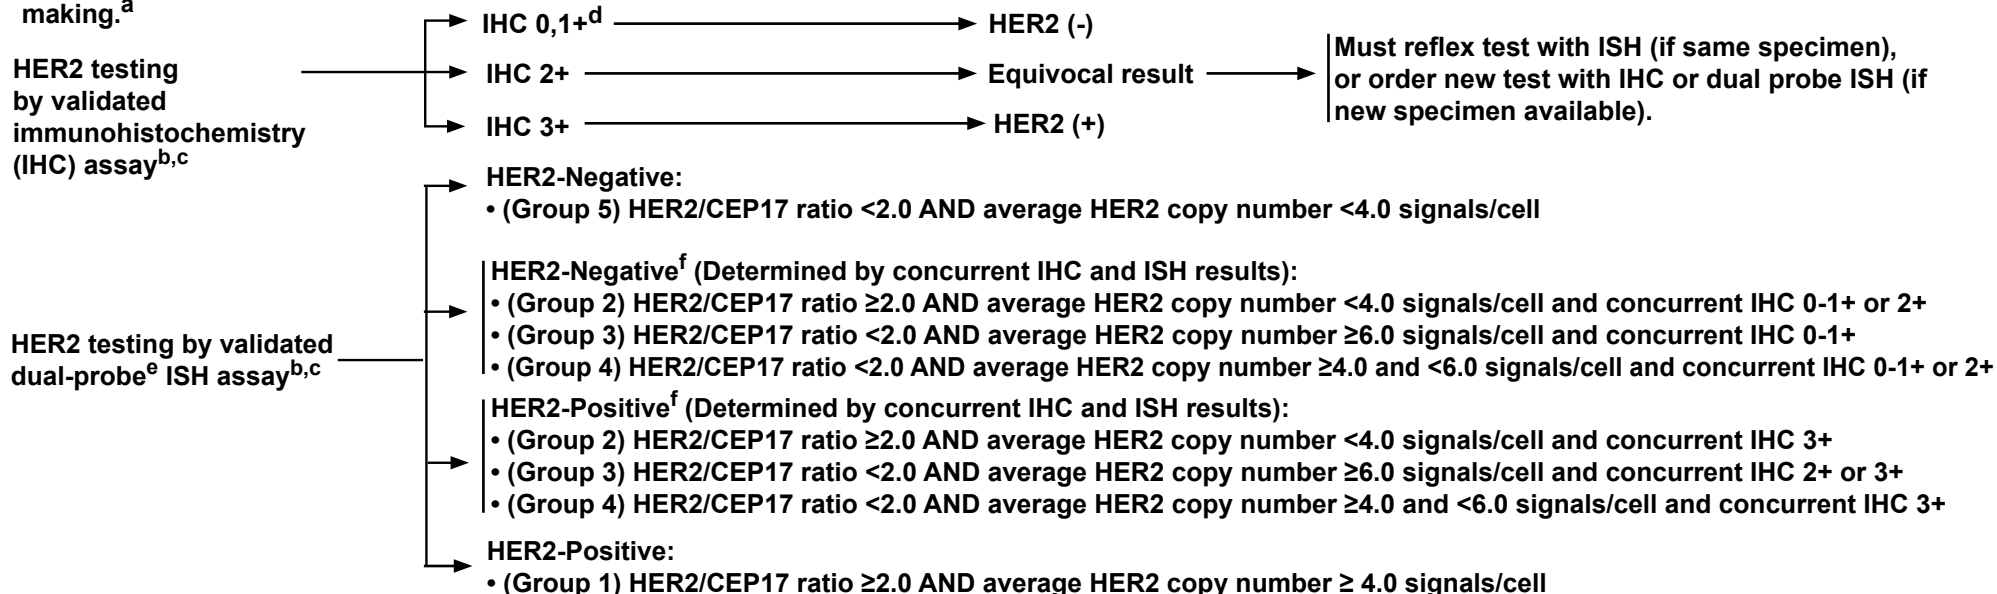 making.a
IHC 0,1+d
HER2 (-)
HER2 testing
by validated
immunohistochemistry
(IHC) assayb,c
IHC 2+
Equivocal result
Must reflex test with ISH (if same specimen),
or order new test with IHC or dual probe ISH (if
new specimen available).
IHC 3+
HER2 (+)
HER2-Negative:
• (Group 5) HER2/CEP17 ratio <2.0 AND average HER2 copy number <4.0 signals/cell
HER2-Negativef (Determined by concurrent IHC and ISH results):
• (Group 2) HER2/CEP17 ratio ≥2.0 AND average HER2 copy number <4.0 signals/cell and concurrent IHC 0-1+ or 2+
• (Group 3) HER2/CEP17 ratio <2.0 AND average HER2 copy number ≥6.0 signals/cell and concurrent IHC 0-1+
• (Group 4) HER2/CEP17 ratio <2.0 AND average HER2 copy number ≥4.0 and <6.0 signals/cell and concurrent IHC 0-1+ or 2+
HER2 testing by validated
dual-probee ISH assayb,c
HER2-Positivef (Determined by concurrent IHC and ISH results):
• (Group 2) HER2/CEP17 ratio ≥2.0 AND average HER2 copy number <4.0 signals/cell and concurrent IHC 3+
• (Group 3) HER2/CEP17 ratio <2.0 AND average HER2 copy number ≥6.0 signals/cell and concurrent IHC 2+ or 3+
• (Group 4) HER2/CEP17 ratio <2.0 AND average HER2 copy number ≥4.0 and <6.0 signals/cell and concurrent IHC 3+
HER2-Positive:
• (Group 1) HER2/CEP17 ratio ≥2.0 AND average HER2 copy number ≥ 4.0 signals/cell